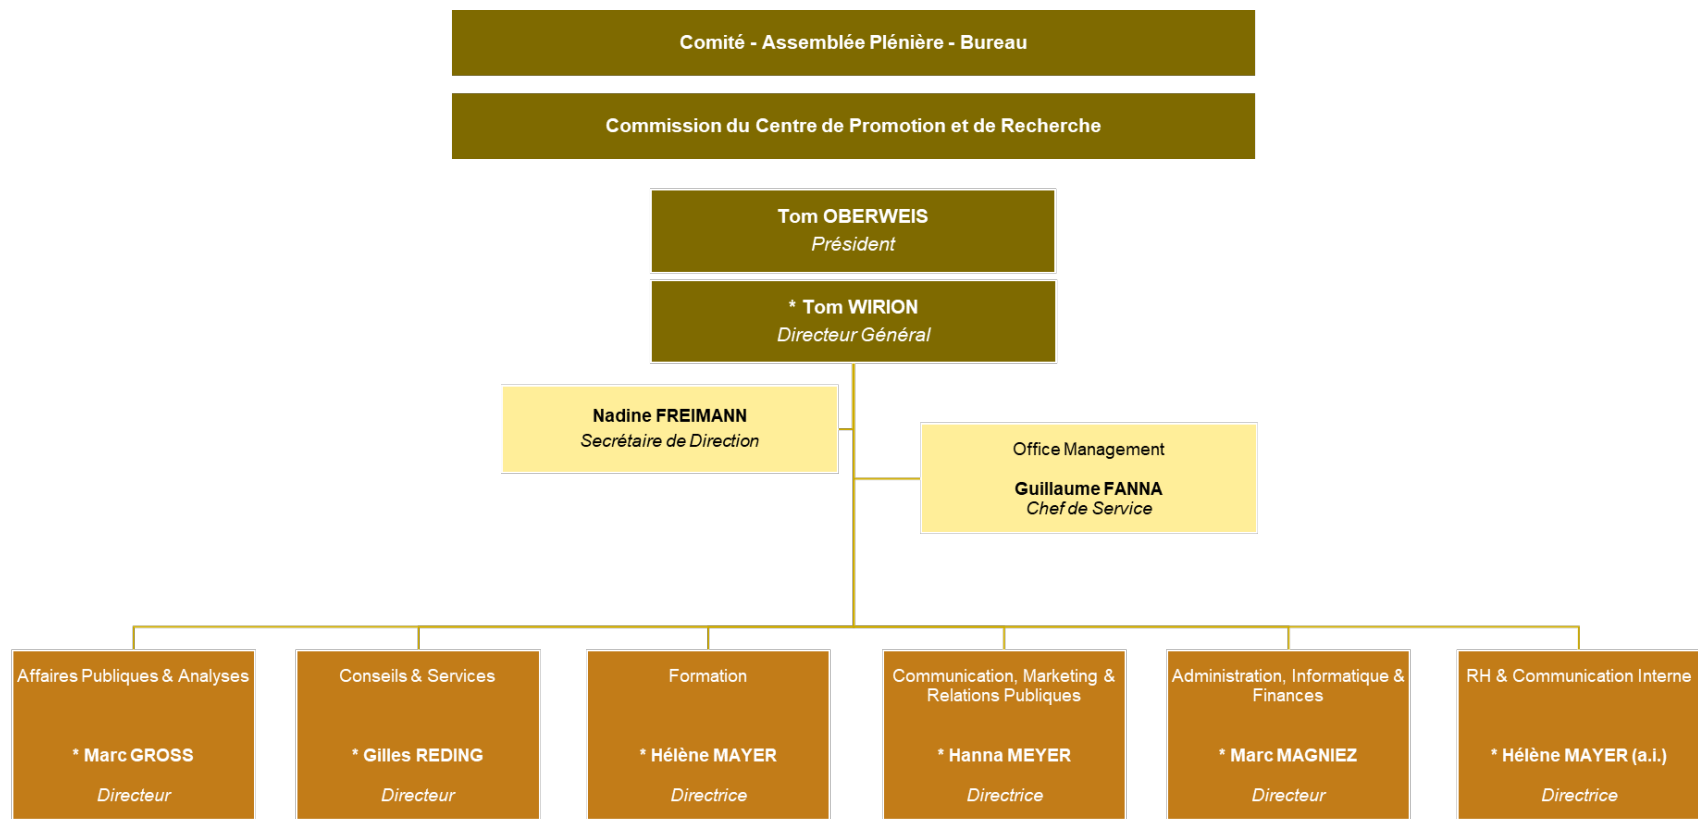 Comité - Assemblée Plénière - Bureau
Commission du Centre de Promotion et de Recherche
Tom OBERWEIS
Président
* Tom WIRION
Directeur Général
Nadine FREIMANN
Secrétaire de Direction
Office Management
Guillaume FANNA
Chef de Service
Affaires Publiques & Analyses
* Marc GROSS
Directeur
Conseils & Services
* Gilles REDING
Directeur
Formation
* Hélène MAYER
Directrice
Communication, Marketing &
Relations Publiques
* Hanna MEYER
Directrice
Administration, Informatique &
Finances
* Marc MAGNIEZ
Directeur
RH & Communication Interne
* Hélène MAYER (a.i.)
Directrice